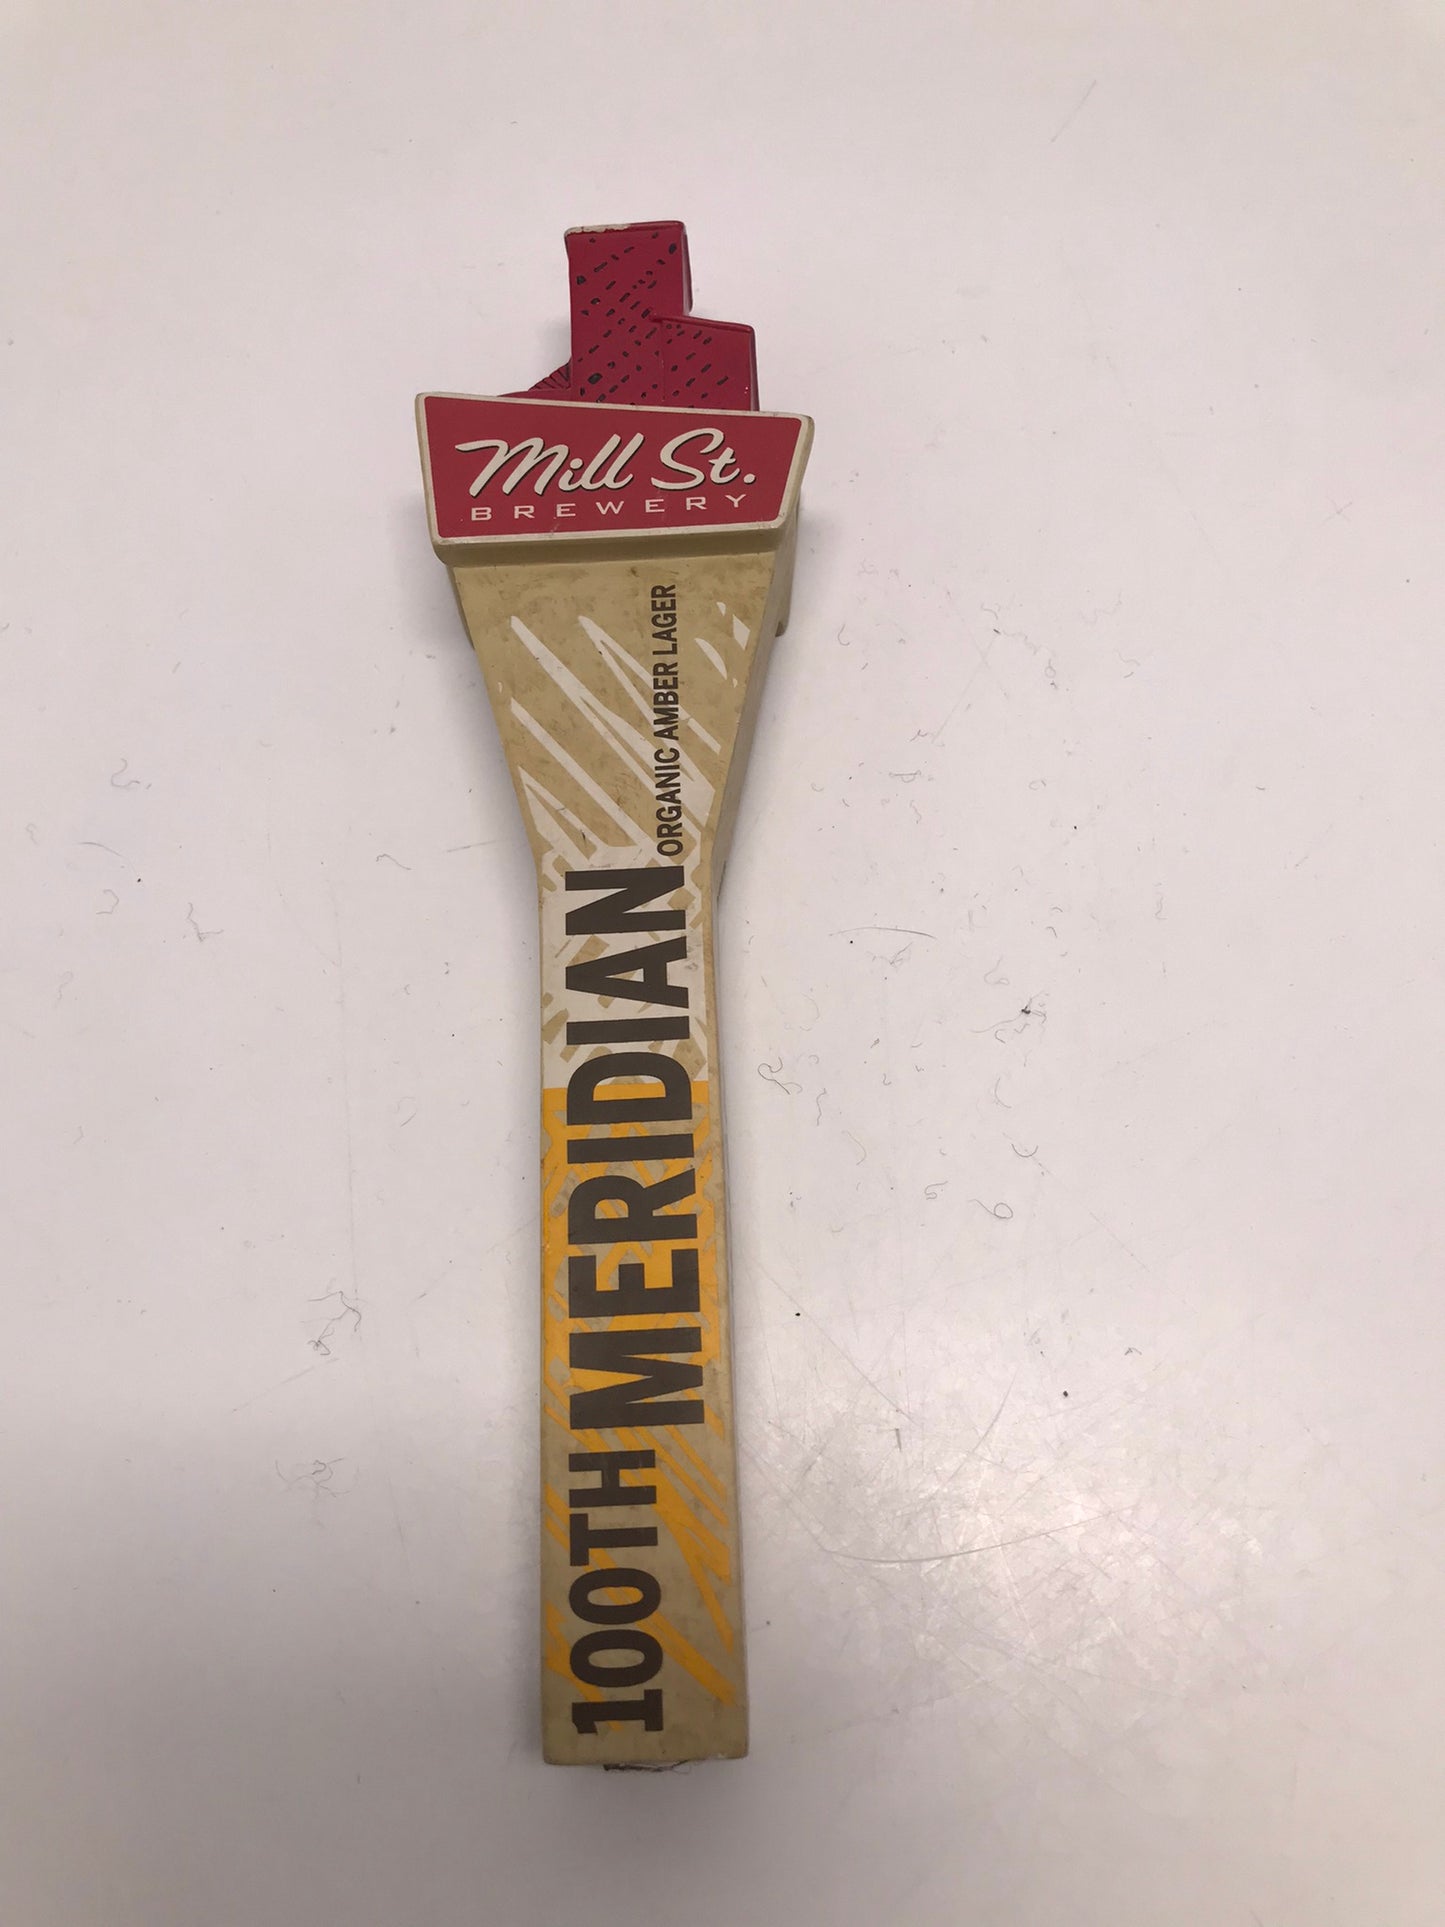 Mill St.
BREWERY
100TH MERIDIAN
ORGANIC AMBER LAGER